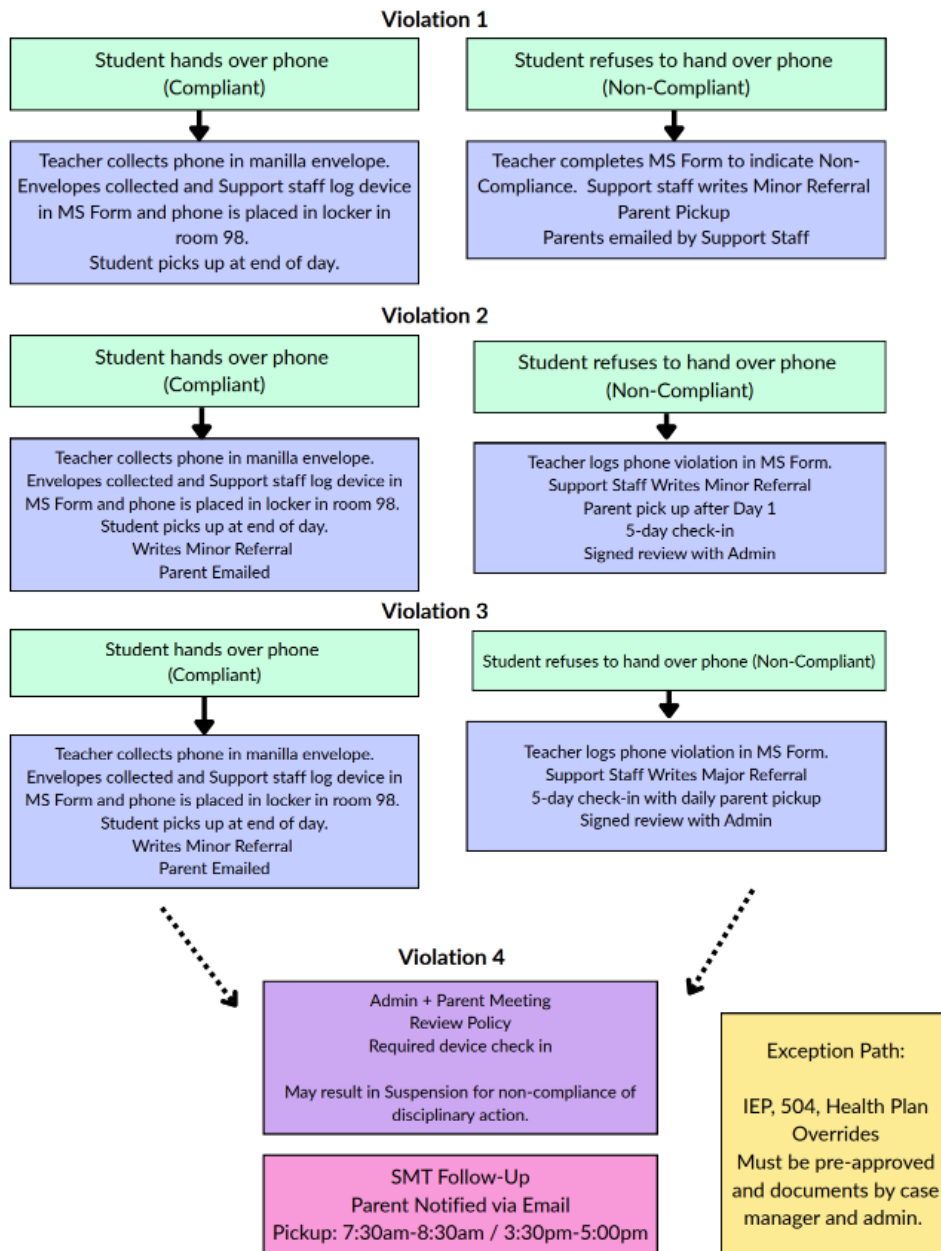 Violation 1
Student hands over phone
(Compliant)
Teacher collects phone in manilla envelope.
Envelopes collected and Support staff log device
in MS Form and phone is placed in locker in
room 98.
Student picks up at end of day.
Student refuses to hand over phone
(Non-Compliant)
Teacher completes MS Form to indicate Non-
Compliance. Support staff writes Minor Referral
Parent Pickup
Parents emailed by Support Staff
Violation 2
Student hands over phone
(Compliant)
Teacher collects phone in manilla envelope.
Envelopes collected and Support staff log device in
MS Form and phone is placed in locker in room 98.
Student picks up at end of day.
Writes Minor Referral
Parent Emailed
Student refuses to hand over phone
(Non-Compliant)
Teacher logs phone violation in MS Form.
Support Staff Writes Minor Referral
Parent pick up after Day 1
5-day check-in
Signed review with Admin
Violation 3
Student hands over phone
(Compliant)
Teacher collects phone in manilla envelope.
Envelopes collected and Support staff log device in
MS Form and phone is placed in locker in room 98.
Student picks up at end of day.
Writes Minor Referral
Parent Emailed
Student refuses to hand over phone (Non-Compliant)
Teacher logs phone violation in MS Form.
Support Staff Writes Major Referral
5-day check-in with daily parent pickup
Signed review with Admin
Violation 4
Admin + Parent Meeting
Review Policy
Required device check in
May result in Suspension for non-compliance of
disciplinary action.
SMT Follow-Up
Parent Notified via Email
Pickup: 7:30am-8:30am / 3:30pm-5:00pm
Exception Path:
IEP, 504, Health Plan
Overrides
Must be pre-approved
and documents by case
manager and admin.